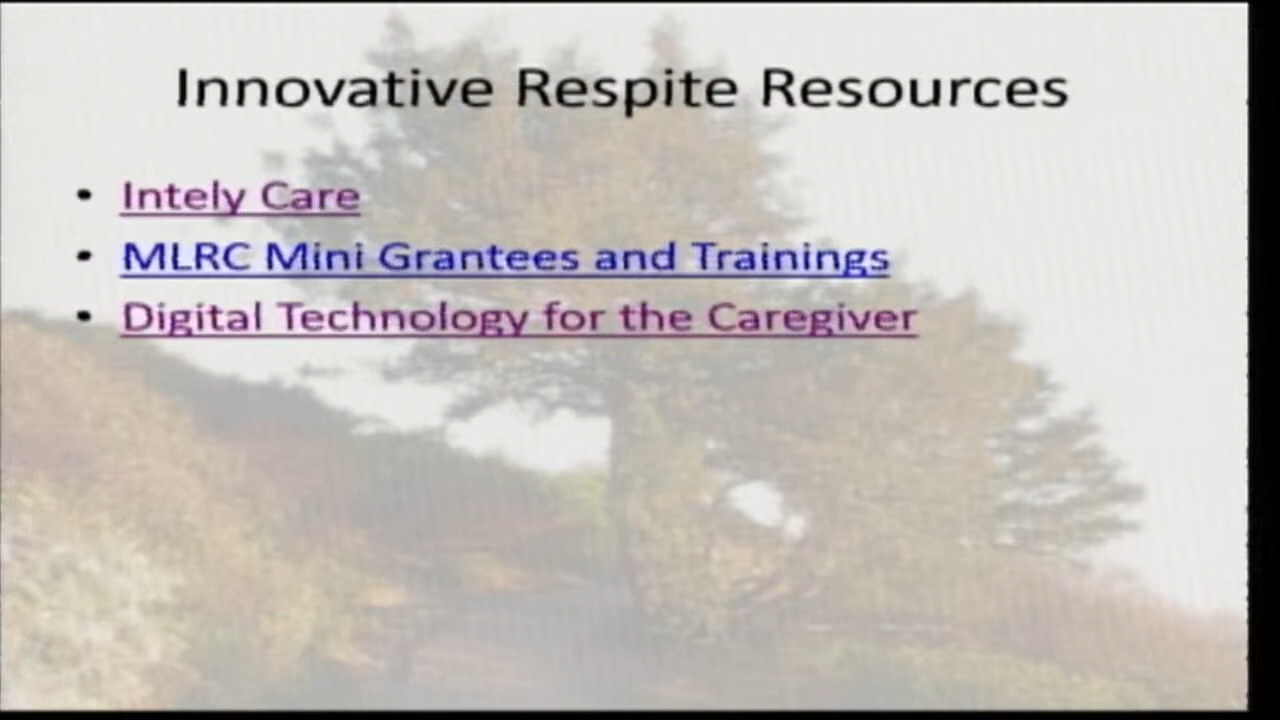 Innovative Respite Resources
• Intely Care
• MLRC Mini Grantees and Trainings
• Digital Technology for the Caregiver